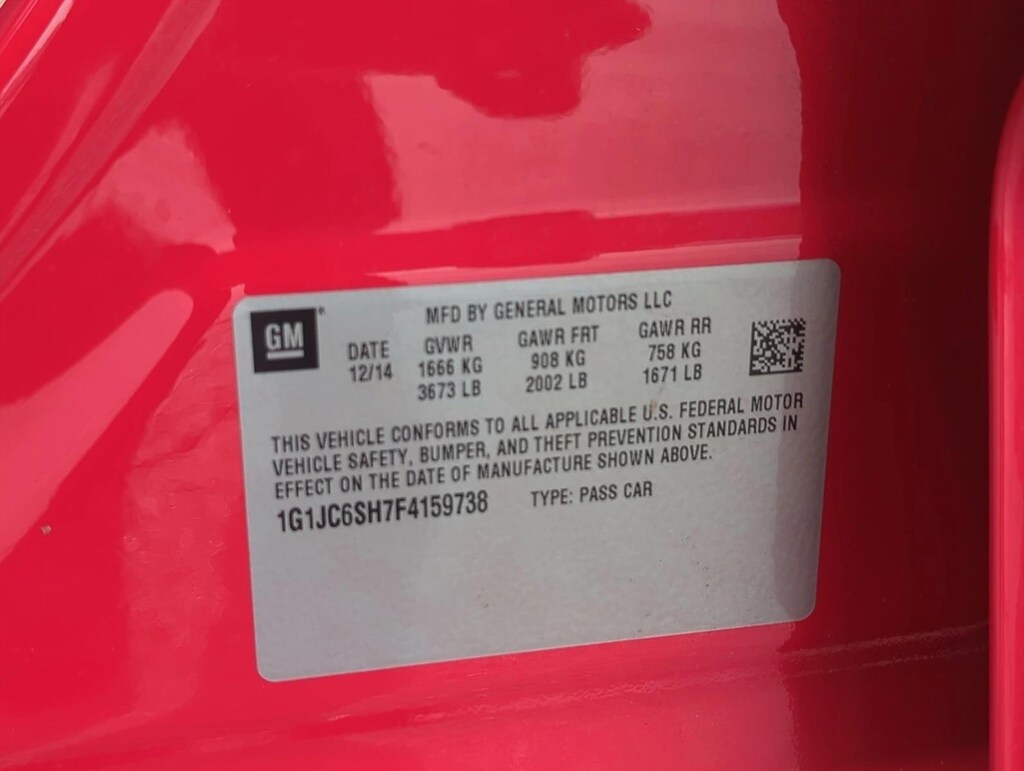 GM
MFD BY GENERAL MOTORS LLC
DATE GVWR GAWR FRT GAWR RR
12/14 1666 KG 908 KG 758 KG
3673 LB 2002 LB 1671 LB
THIS VEHICLE CONFORMS TO ALL APPLICABLE U.S. FEDERAL MOTOR
VEHICLE SAFETY, BUMPER, AND THEFT PREVENTION STANDARDS IN
EFFECT ON THE DATE OF MANUFACTURE SHOWN ABOVE.
1G1JC6SH7F4159738 TYPE: PASS CAR